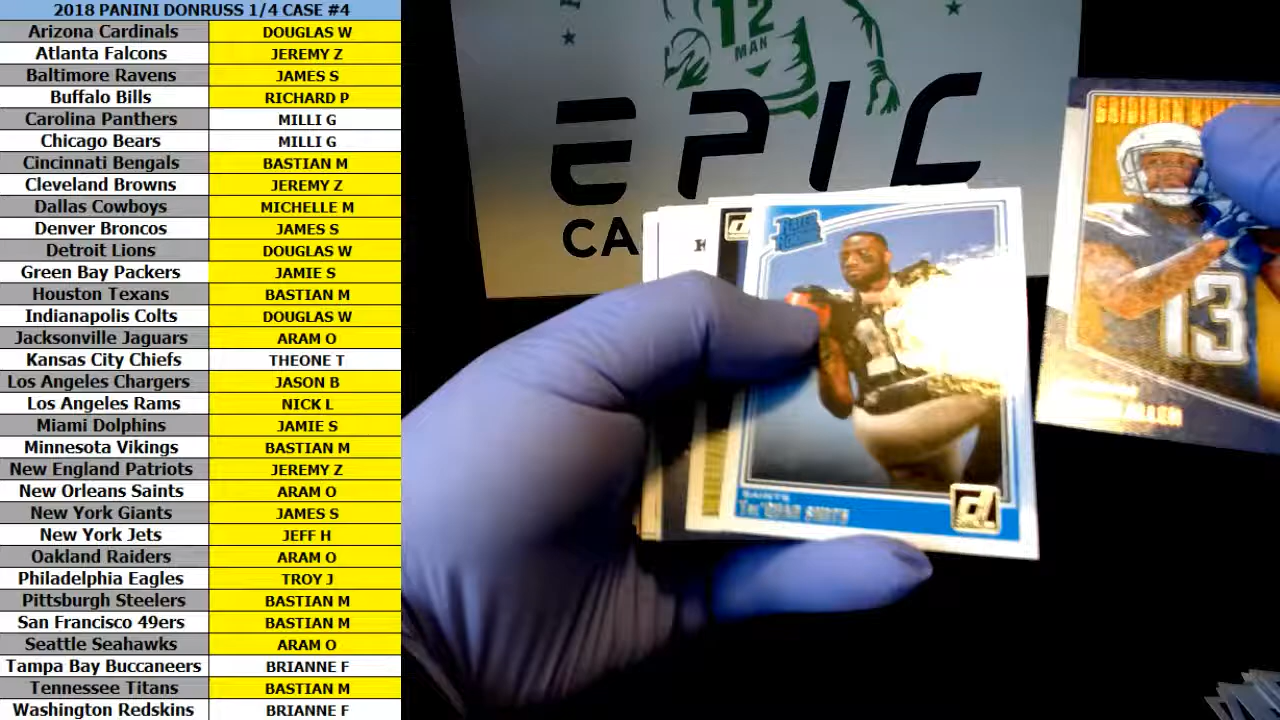 2018 PANINI DONRUSS 1/4 CASE #4
Arizona Cardinals DOUGLAS W
Atlanta Falcons JEREMY Z
Baltimore Ravens JAMES S
Buffalo Bills RICHARD P
Carolina Panthers MILLI G
Chicago Bears MILLI G
Cincinnati Bengals BASTIAN M
Cleveland Browns JEREMY Z
Dallas Cowboys MICHELLE M
Denver Broncos JAMES S
Detroit Lions DOUGLAS W
Green Bay Packers JAMIE S
Houston Texans BASTIAN M
Indianapolis Colts DOUGLAS W
Jacksonville Jaguars ARAM O
Kansas City Chiefs THEONE T
Los Angeles Chargers JASON B
Los Angeles Rams NICK L
Miami Dolphins JAMIE S
Minnesota Vikings BASTIAN M
New England Patriots JEREMY Z
New Orleans Saints ARAM O
New York Giants JAMES S
New York Jets JEFF H
Oakland Raiders ARAM O
Philadelphia Eagles TROY J
Pittsburgh Steelers BASTIAN M
San Francisco 49ers BASTIAN M
Seattle Seahawks ARAM O
Tampa Bay Buccaneers BRIANNE F
Tennessee Titans BASTIAN M
Washington Redskins BRIANNE F
12
MAN
EPIC
CA
Rated
Rookie
SAINTS
TRE'QUAN SMITH
d
13
ALLEN